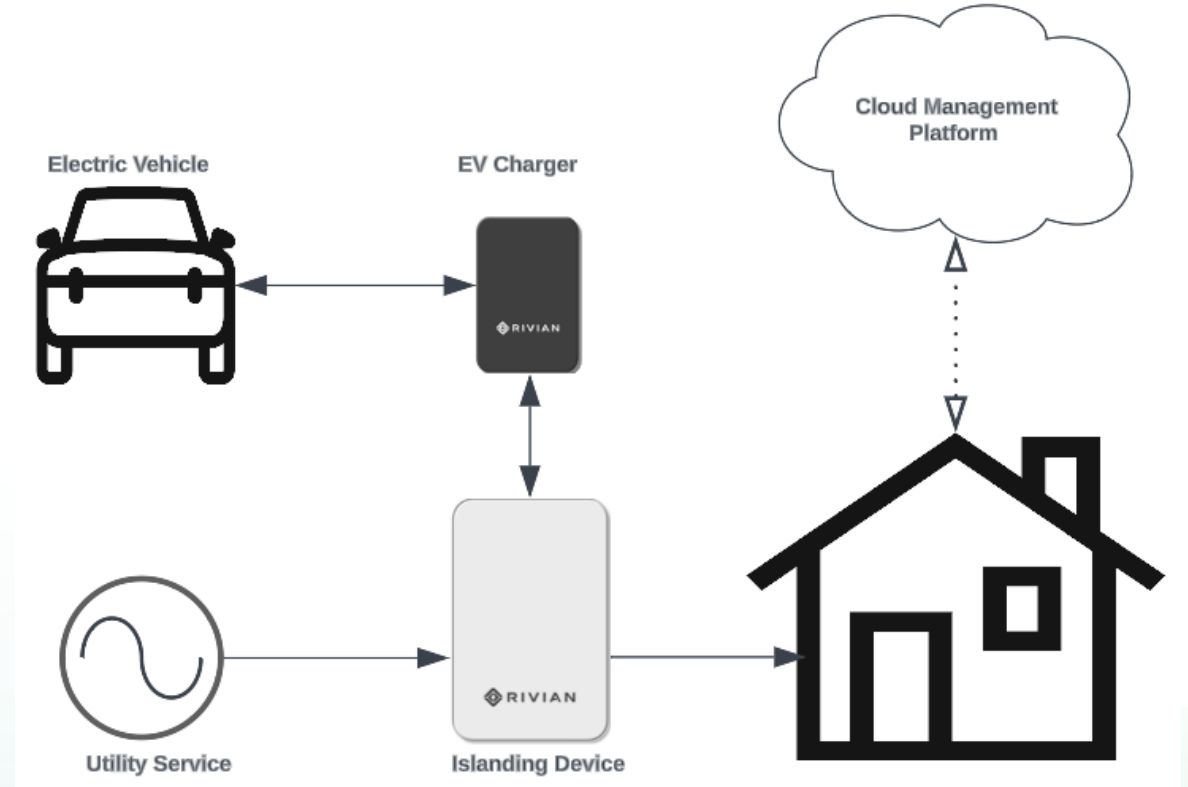 Cloud Management
Platform
Electric Vehicle
EV Charger
RIVIAN
RIVIAN
Utility Service
Islanding Device